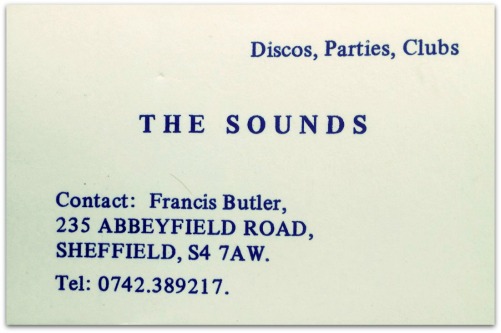 Discos, Parties, Clubs
THE SOUNDS
Contact: Francis Butler,
235 ABBEYFIELD ROAD,
SHEFFIELD, S4 7AW.
Tel: 0742.389217.